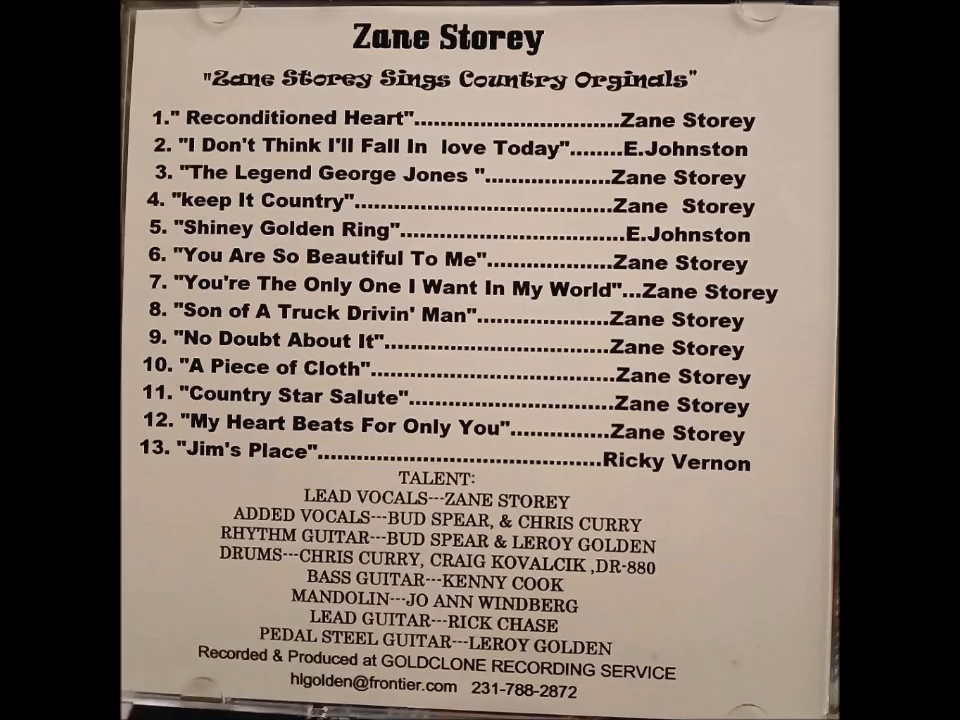 Zane Storey
"Zane Storey Sings Country Orginals"
1." Reconditioned Heart"...............................Zane Storey
2. "I Don't Think I'll Fall In love Today"........E.Johnston
3. "The Legend George Jones "...................Zane Storey
4. "keep It Country".......................................Zane Storey
5. "Shiney Golden Ring"..................................E.Johnston
6. "You Are So Beautiful To Me"...................Zane Storey
7. "You're The Only One I Want In My World"...Zane Storey
8. "Son of A Truck Drivin' Man"....................Zane Storey
9. "No Doubt About It"..................................Zane Storey
10. "A Piece of Cloth".....................................Zane Storey
11. "Country Star Salute"...............................Zane Storey
12. "My Heart Beats For Only You"...............Zane Storey
13. "Jim's Place"...........................................Ricky Vernon
TALENT:
LEAD VOCALS---ZANE STOREY
ADDED VOCALS---BUD SPEAR, & CHRIS CURRY
RHYTHM GUITAR---BUD SPEAR & LEROY GOLDEN
DRUMS---CHRIS CURRY, CRAIG KOVALCIK ,DR-880
BASS GUITAR---KENNY COOK
MANDOLIN---JO ANN WINDBERG
LEAD GUITAR---RICK CHASE
PEDAL STEEL GUITAR---LEROY GOLDEN
Recorded & Produced at GOLDCLONE RECORDING SERVICE
hlgolden@frontier.com 231-788-2872